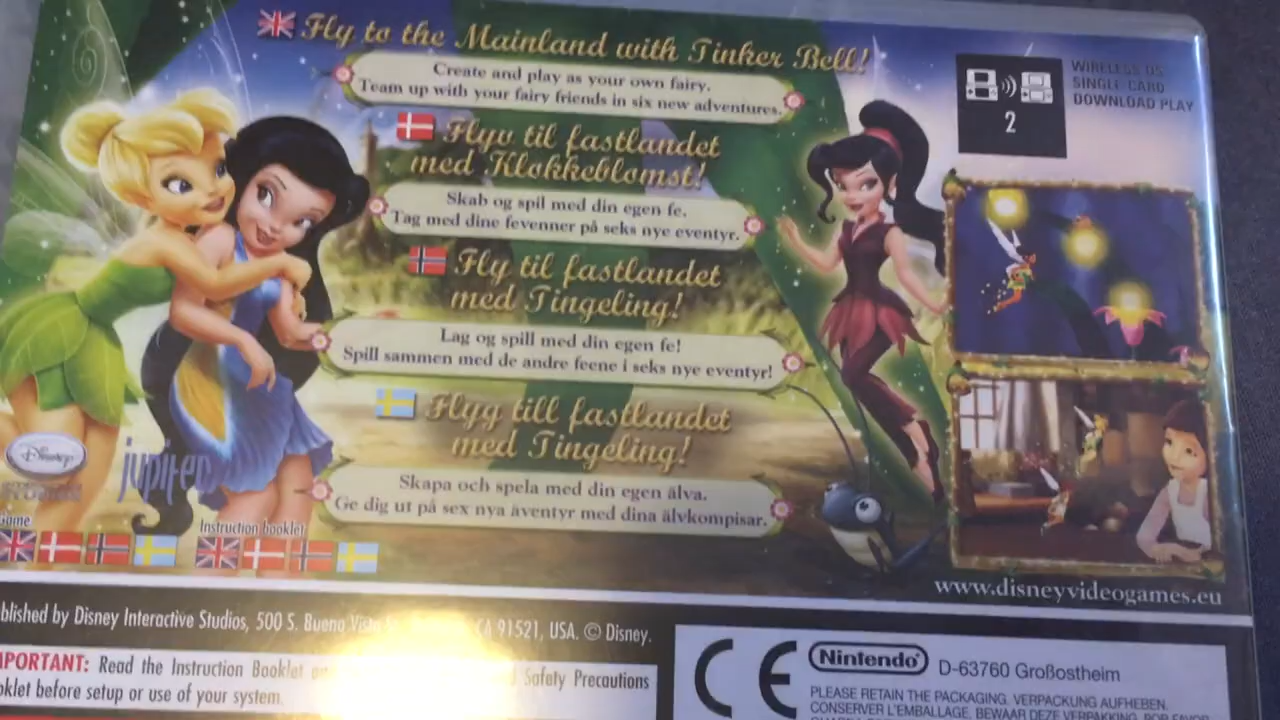 Fly to the Mainland with Tinker Bell!
Create and play as your own fairy.
Team up with your fairy friends in six new adventures.
Flyv til fastlandet
med Klokkeblomst!
Skab og spil med din egen fe.
Tag med dine fevenner på seks nye eventyr.
Fly til fastlandet
med Tingeling!
Lag og spill med din egen fe!
Spill sammen med de andre feene i seks nye eventyr!
Flyg till fastlandet
med Tingeling!
Skapa och spela med din egen älva.
Ge dig ut på sex nya äventyr med dina älvkompisar.
WIRELESS DS
SINGLE-CARD
DOWNLOAD PLAY
2
Disney
jupiter
Game
Instruction booklet
www.disneyvideogames.eu
blished by Disney Interactive Studios, 500 S. Buena Vista CA 91521, USA. © Disney.
MPORTANT: Read the Instruction Booklet Safety Precautions
oklet before setup or use of your system.
CE
Nintendo
D-63760 Großostheim
PLEASE RETAIN THE PACKAGING. VERPACKUNG AUFHEBEN.
CONSERVER L'EMBALLAGE. BEWAAR DEZE VERPAKKING.